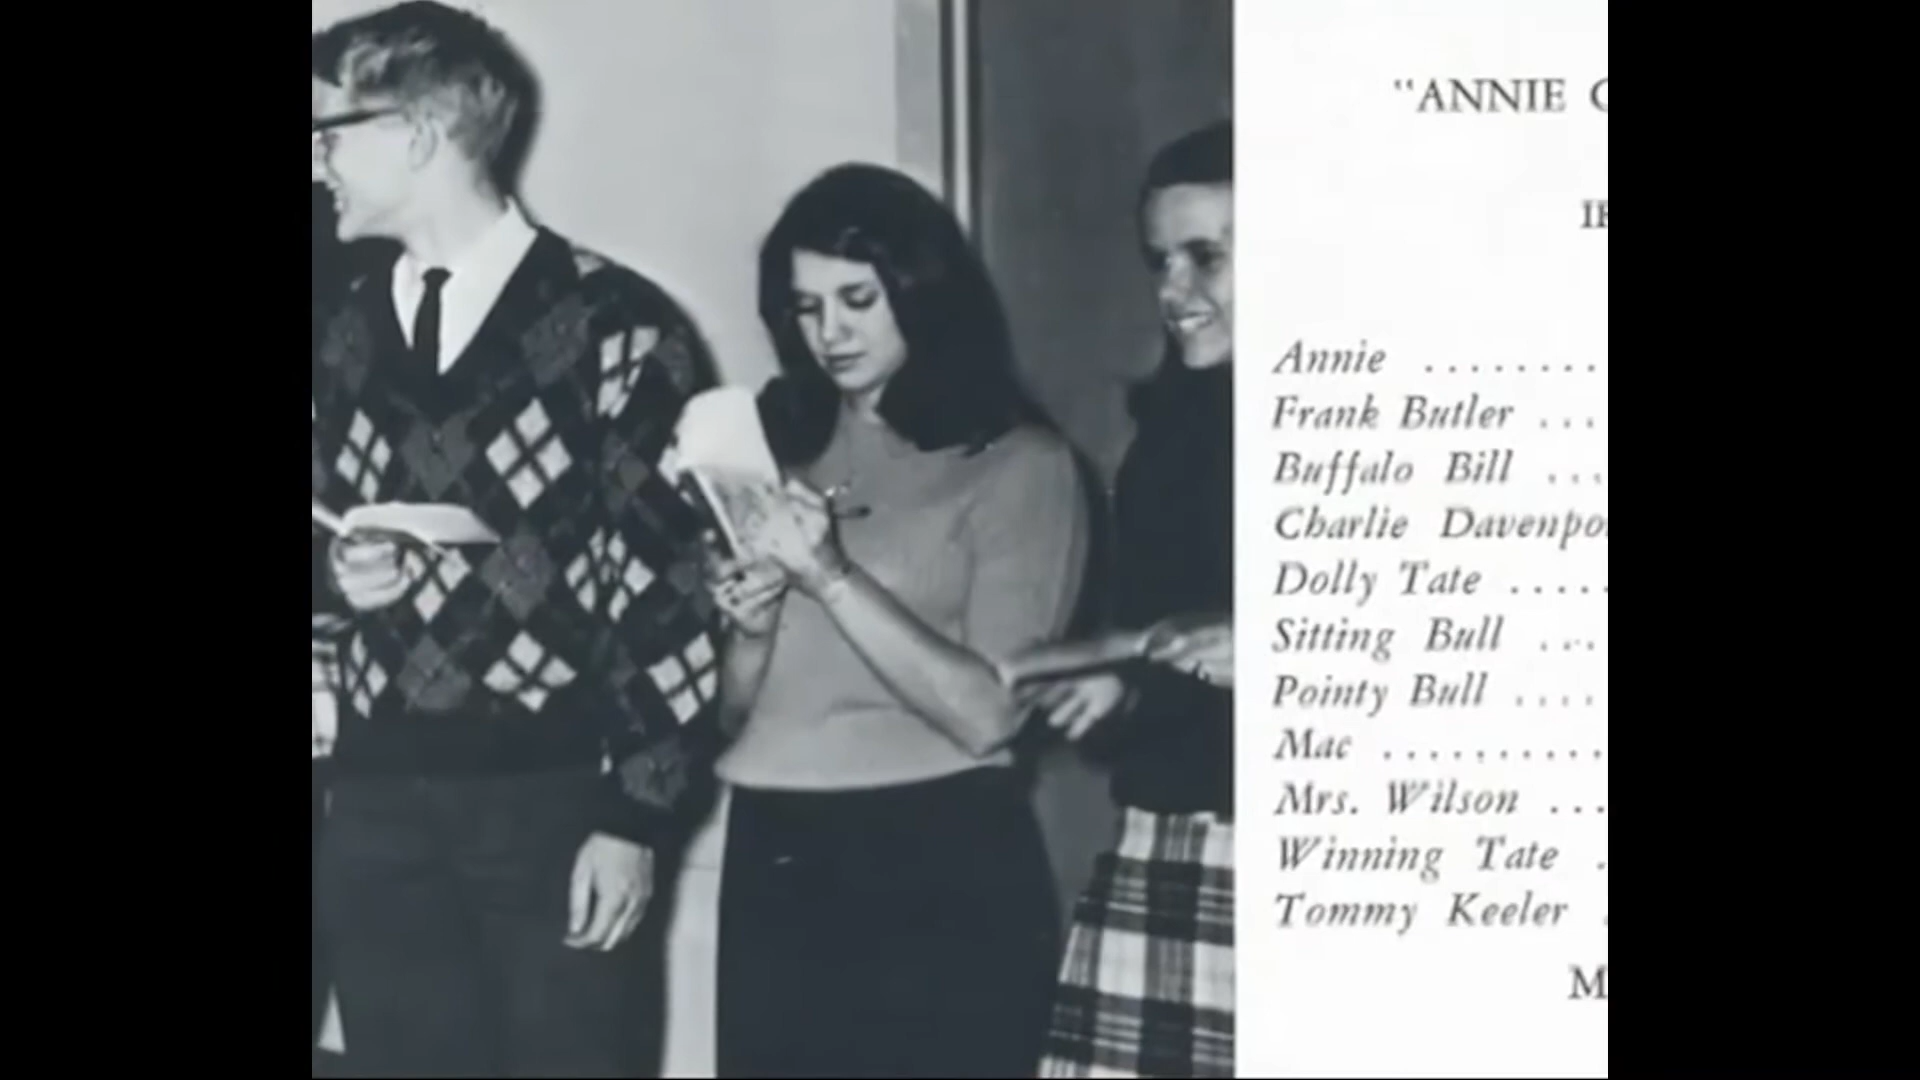 "ANNIE
Annie ........
Frank Butler ...
Buffalo Bill ...
Charlie
Dolly Tate .....
Sitting Bull ...
Pointy Bull ....
Mac ..........
Mrs. Wilson ...
Winning Tate .
Tommy Keeler .